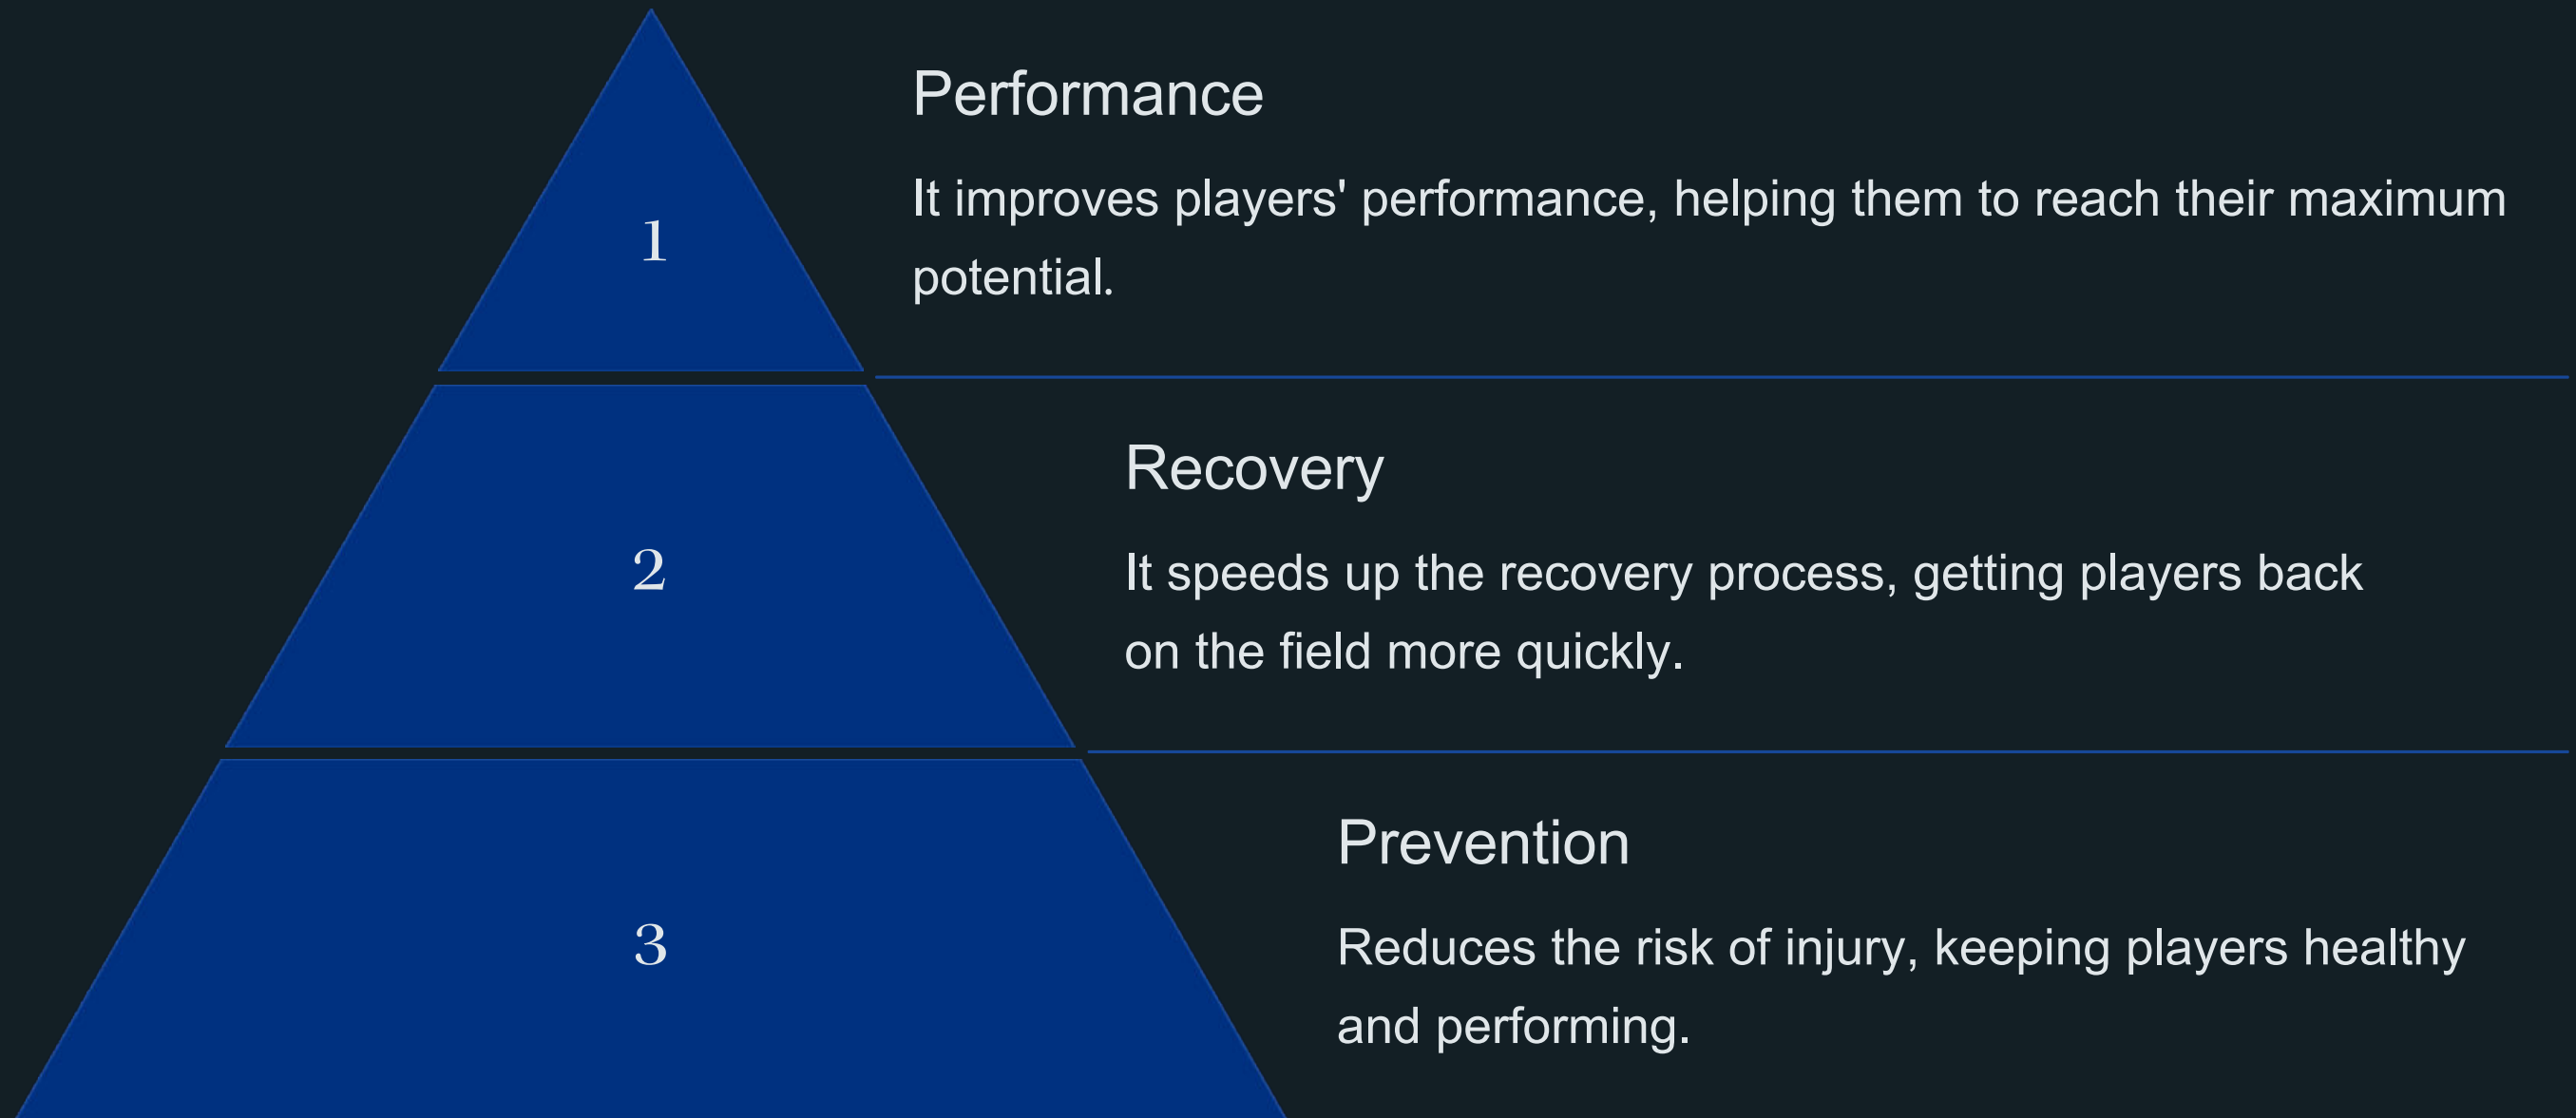 1
Performance
It improves players' performance, helping them to reach their maximum
potential.
2
Recovery
It speeds up the recovery process, getting players back
on the field more quickly.
3
Prevention
Reduces the risk of injury, keeping players healthy
and performing.